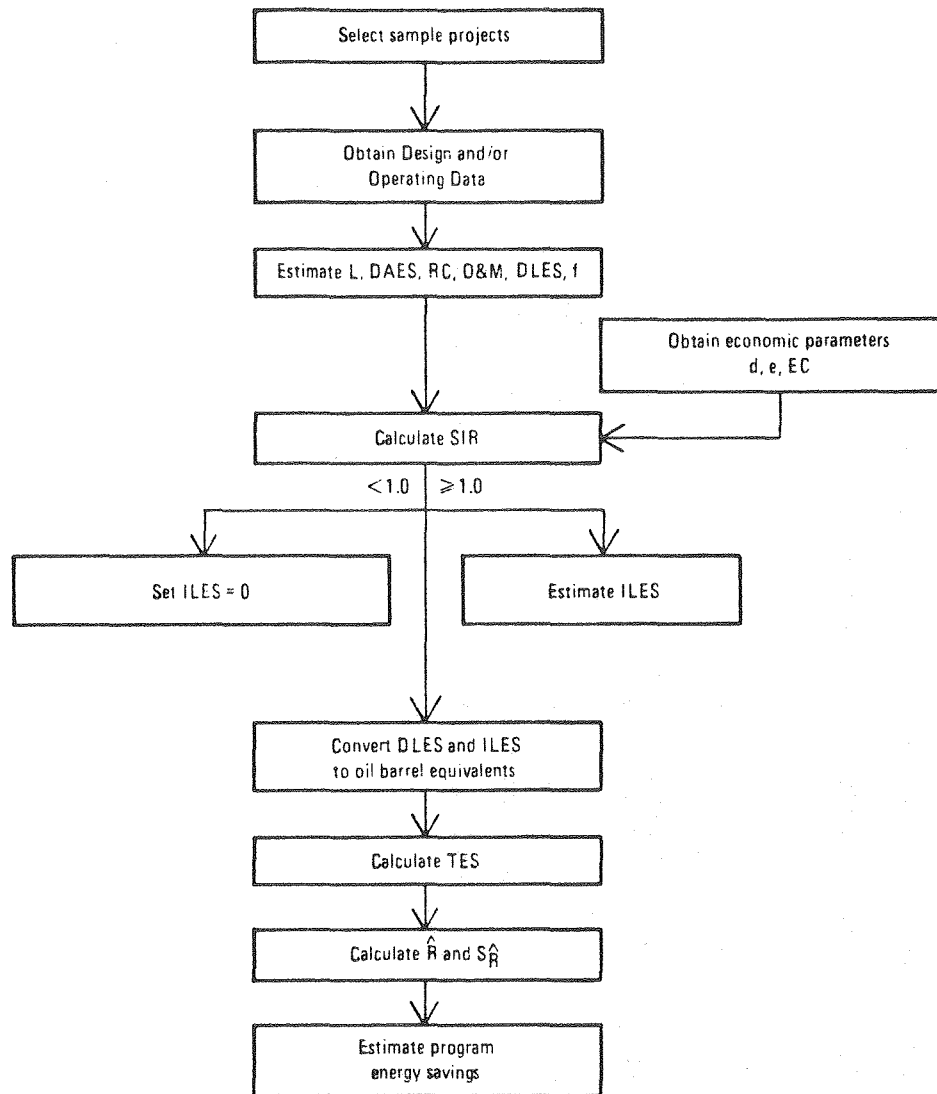 Select sample projects
Obtain Design and/or
Operating Data
Estimate L, DAES, RC, O&M, DLES, f
Obtain economic parameters
d, e, EC
Calculate SIR
<1.0 ⩾1.0
Set ILES = 0
Estimate ILES
Convert DLES and ILES
to oil barrel equivalents
Calculate TES
Calculate R̂ and S_R̂
Estimate program
energy savings